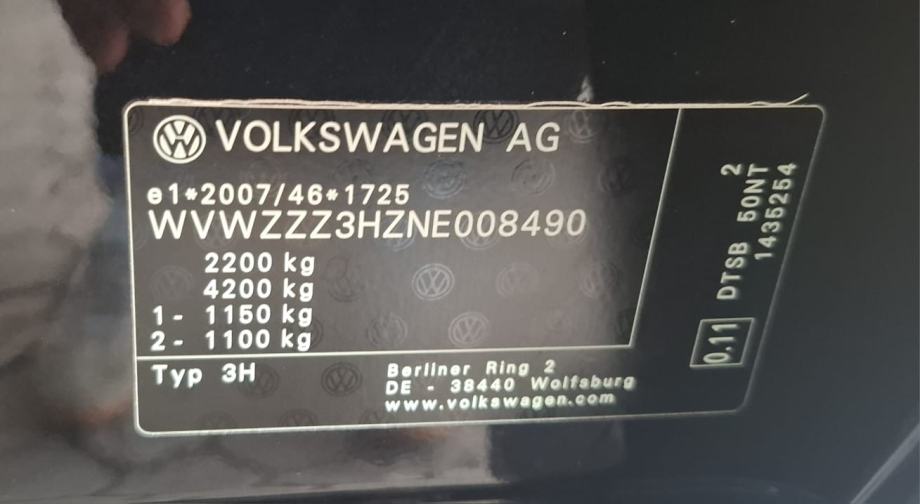 VOLKSWAGEN AG
e1*2007/46*1725
WVWZZZ3HZNE008490
2200 kg
4200 kg
1 - 1150 kg
2 - 1100 kg
Typ 3H
Berliner Ring 2
DE - 38440 Wolfsburg
www.volkswagen.com
0.11 DTSB 50NT 2
1435254